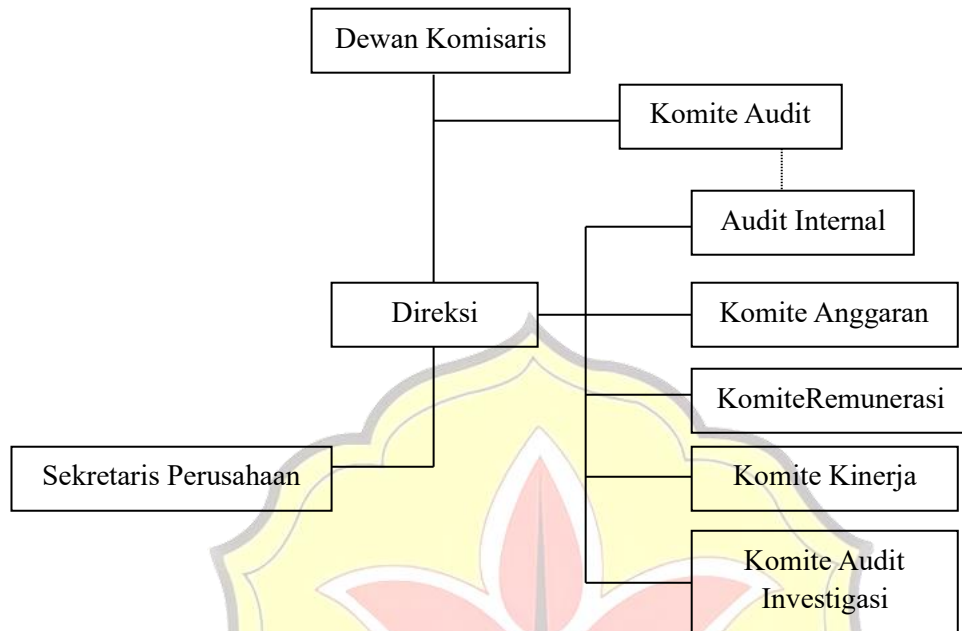 Dewan Komisaris
Komite Audit
Audit Internal
Direksi
Komite Anggaran
KomiteRemunerasi
Sekretaris Perusahaan
Komite Kinerja
Komite Audit
Investigasi